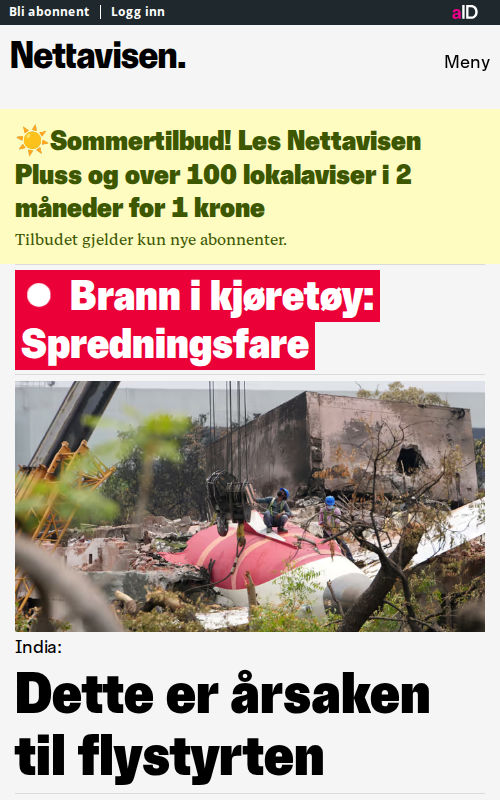 Bli abonnent Logg inn aID
Nettavisen.
Meny
☀️Sommertilbud! Les Nettavisen
Pluss og over 100 lokalaviser i 2
måneder for 1 krone
Tilbudet gjelder kun nye abonnenter.
Brann i kjøretøy:
Spredningsfare
India:
Dette er årsaken
til flystyrten